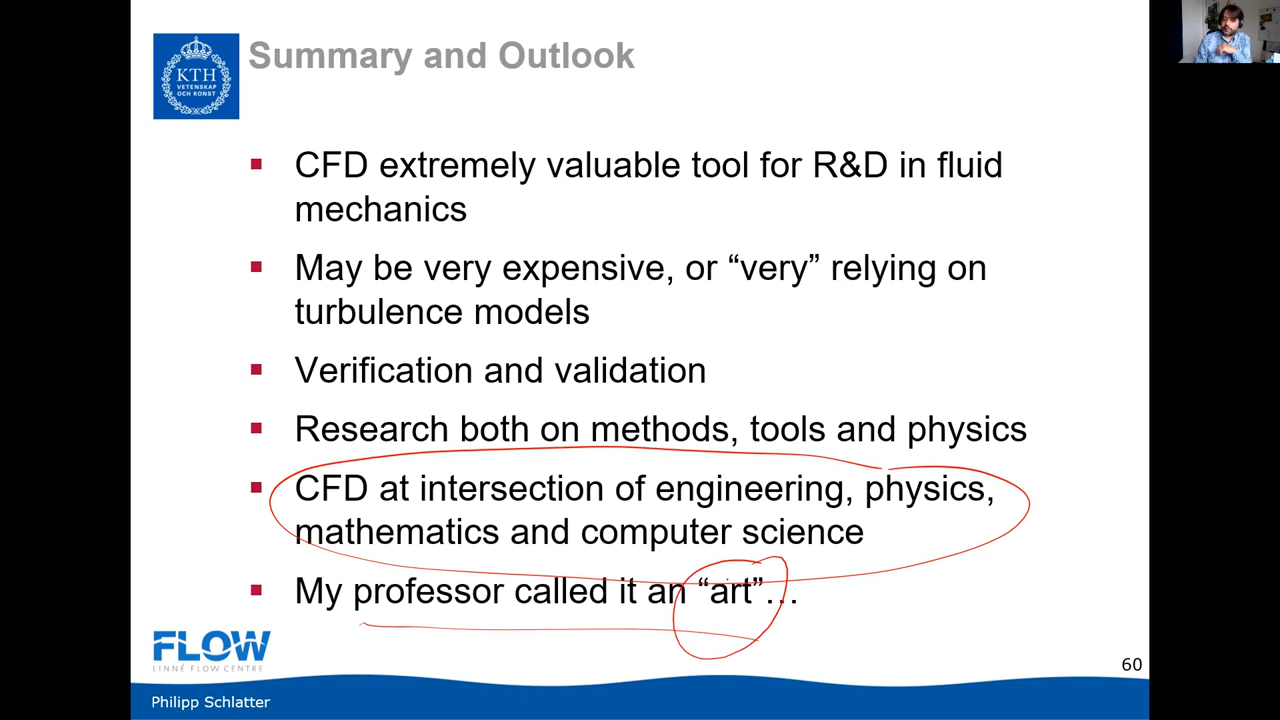 Summary and Outlook
KTH
VETENSKAP
OCH KONST
▪ CFD extremely valuable tool for R&D in fluid
mechanics
▪ May be very expensive, or “very” relying on
turbulence models
▪ Verification and validation
▪ Research both on methods, tools and physics
▪ CFD at intersection of engineering, physics,
mathematics and computer science
▪ My professor called it an “art”…
FLOW
LINNÉ FLOW CENTRE
60
Philipp Schlatter